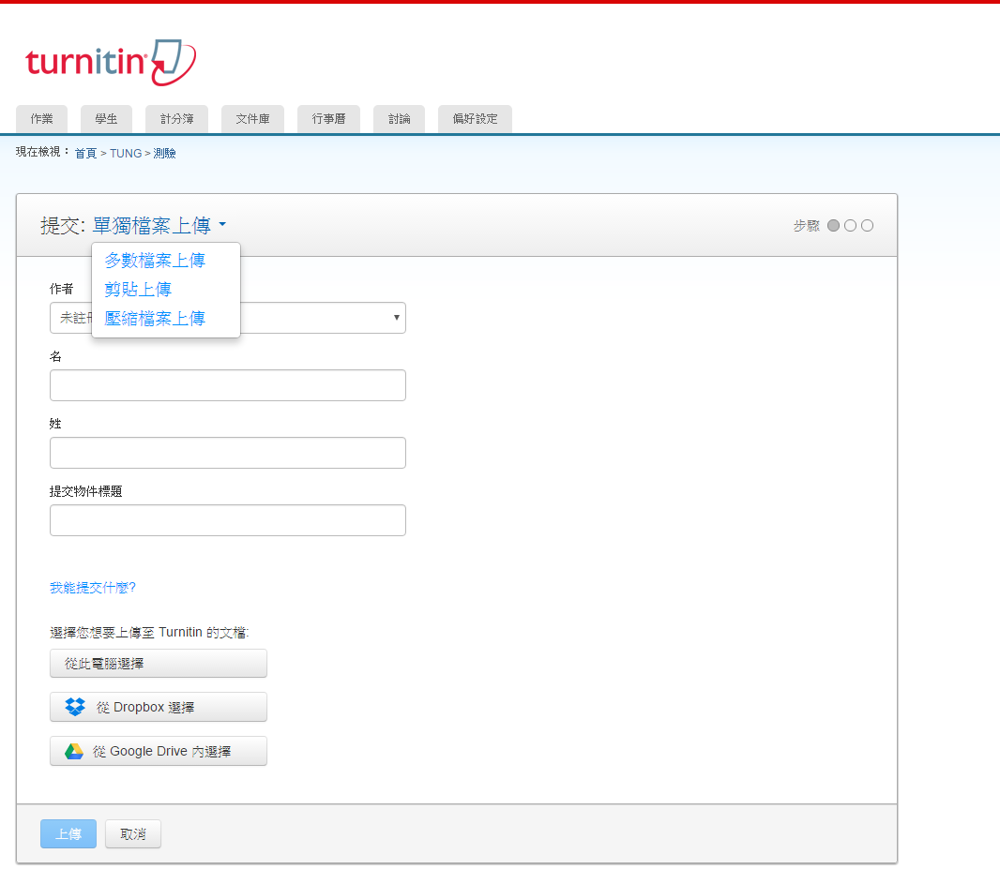 turnitin
作業 學生 計分簿 文件庫 行事曆 討論 偏好設定
現在檢視： 首頁 > TUNG > 測驗
提交: 單獨檔案上傳
步驟
多數檔案上傳
剪貼上傳
壓縮檔案上傳
作者
未註
名
姓
提交物件標題
我能提交什麼?
選擇您想要上傳至 Turnitin 的文檔:
從此電腦選擇
從 Dropbox 選擇
從 Google Drive 內選擇
上傳 取消